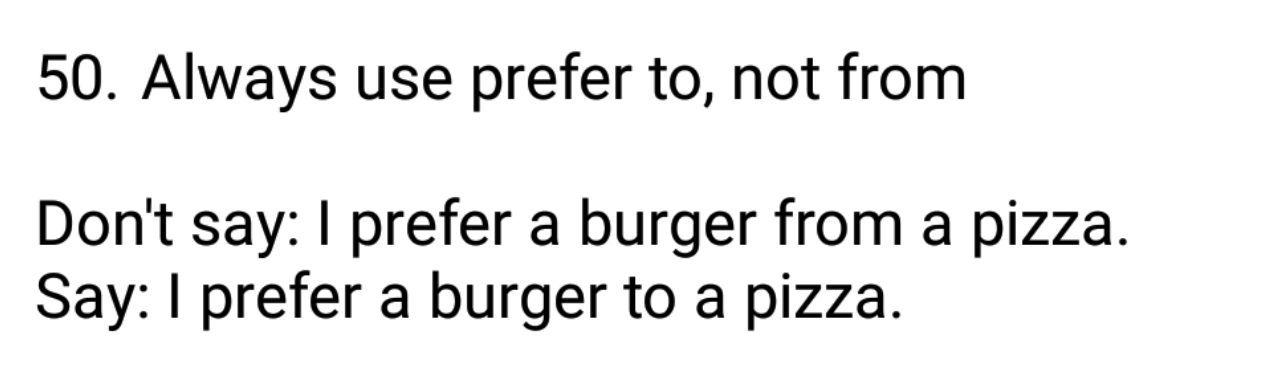 50. Always use prefer to, not from
Don't say: I prefer a burger from a pizza.
Say: I prefer a burger to a pizza.